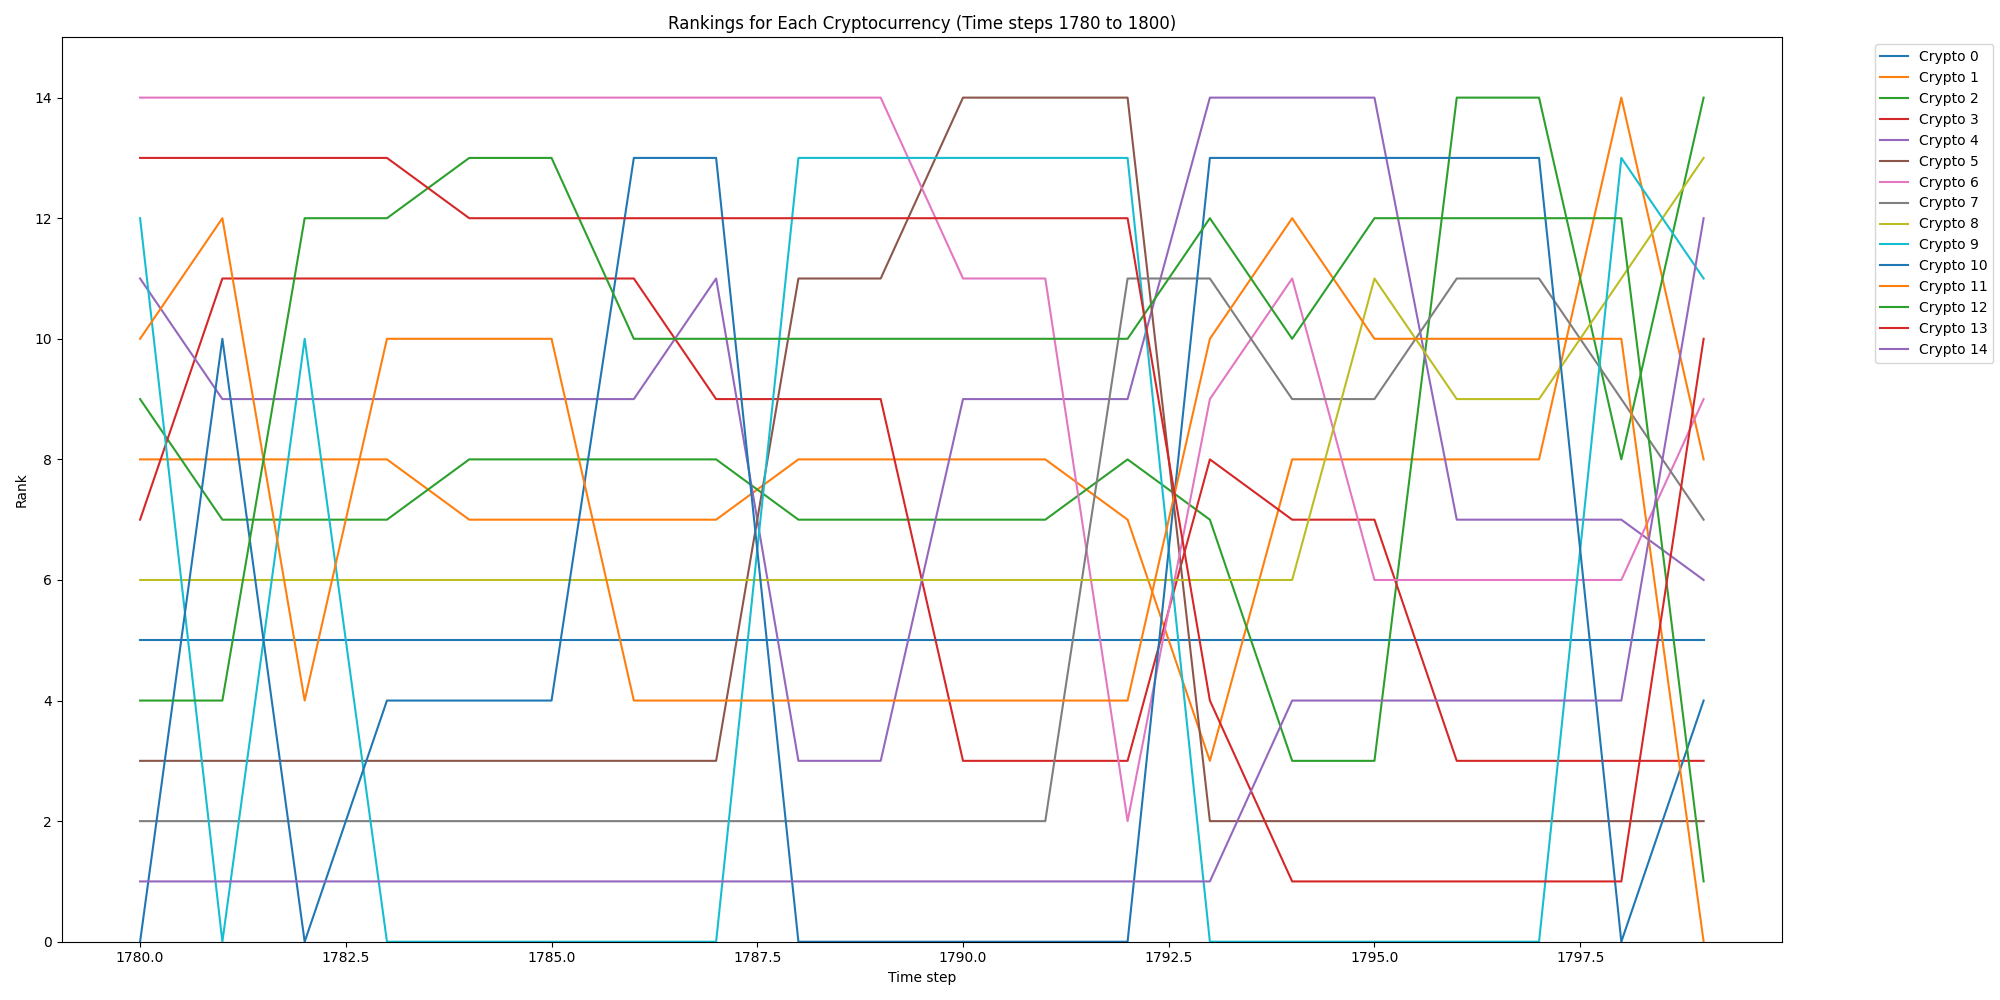 Rankings for Each Cryptocurrency (Time steps 1780 to 1800)
Rank
14
12
10
8
6
4
2
0
1780.0 1782.5 1785.0 1787.5 1790.0 1792.5 1795.0 1797.5
Time step
Crypto 0
Crypto 1
Crypto 2
Crypto 3
Crypto 4
Crypto 5
Crypto 6
Crypto 7
Crypto 8
Crypto 9
Crypto 10
Crypto 11
Crypto 12
Crypto 13
Crypto 14